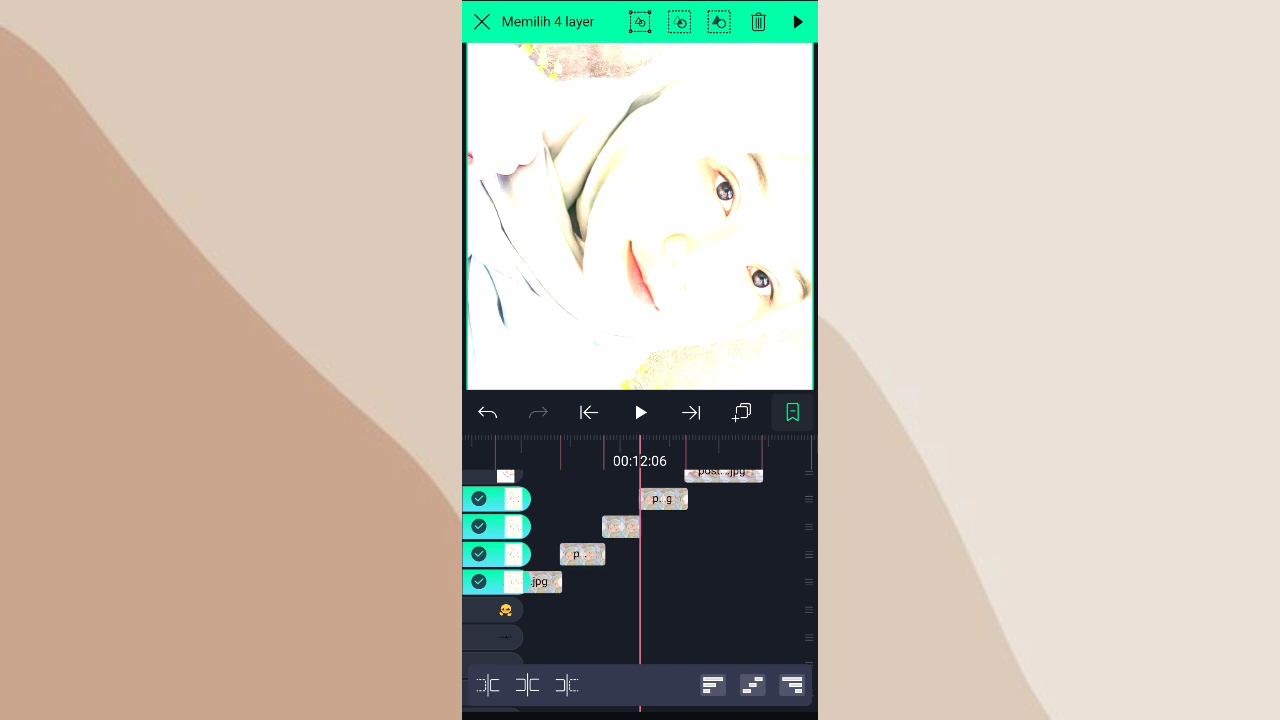 Memilih 4 layer
00:12:06
post....jpg
p...g
p...
.jpg